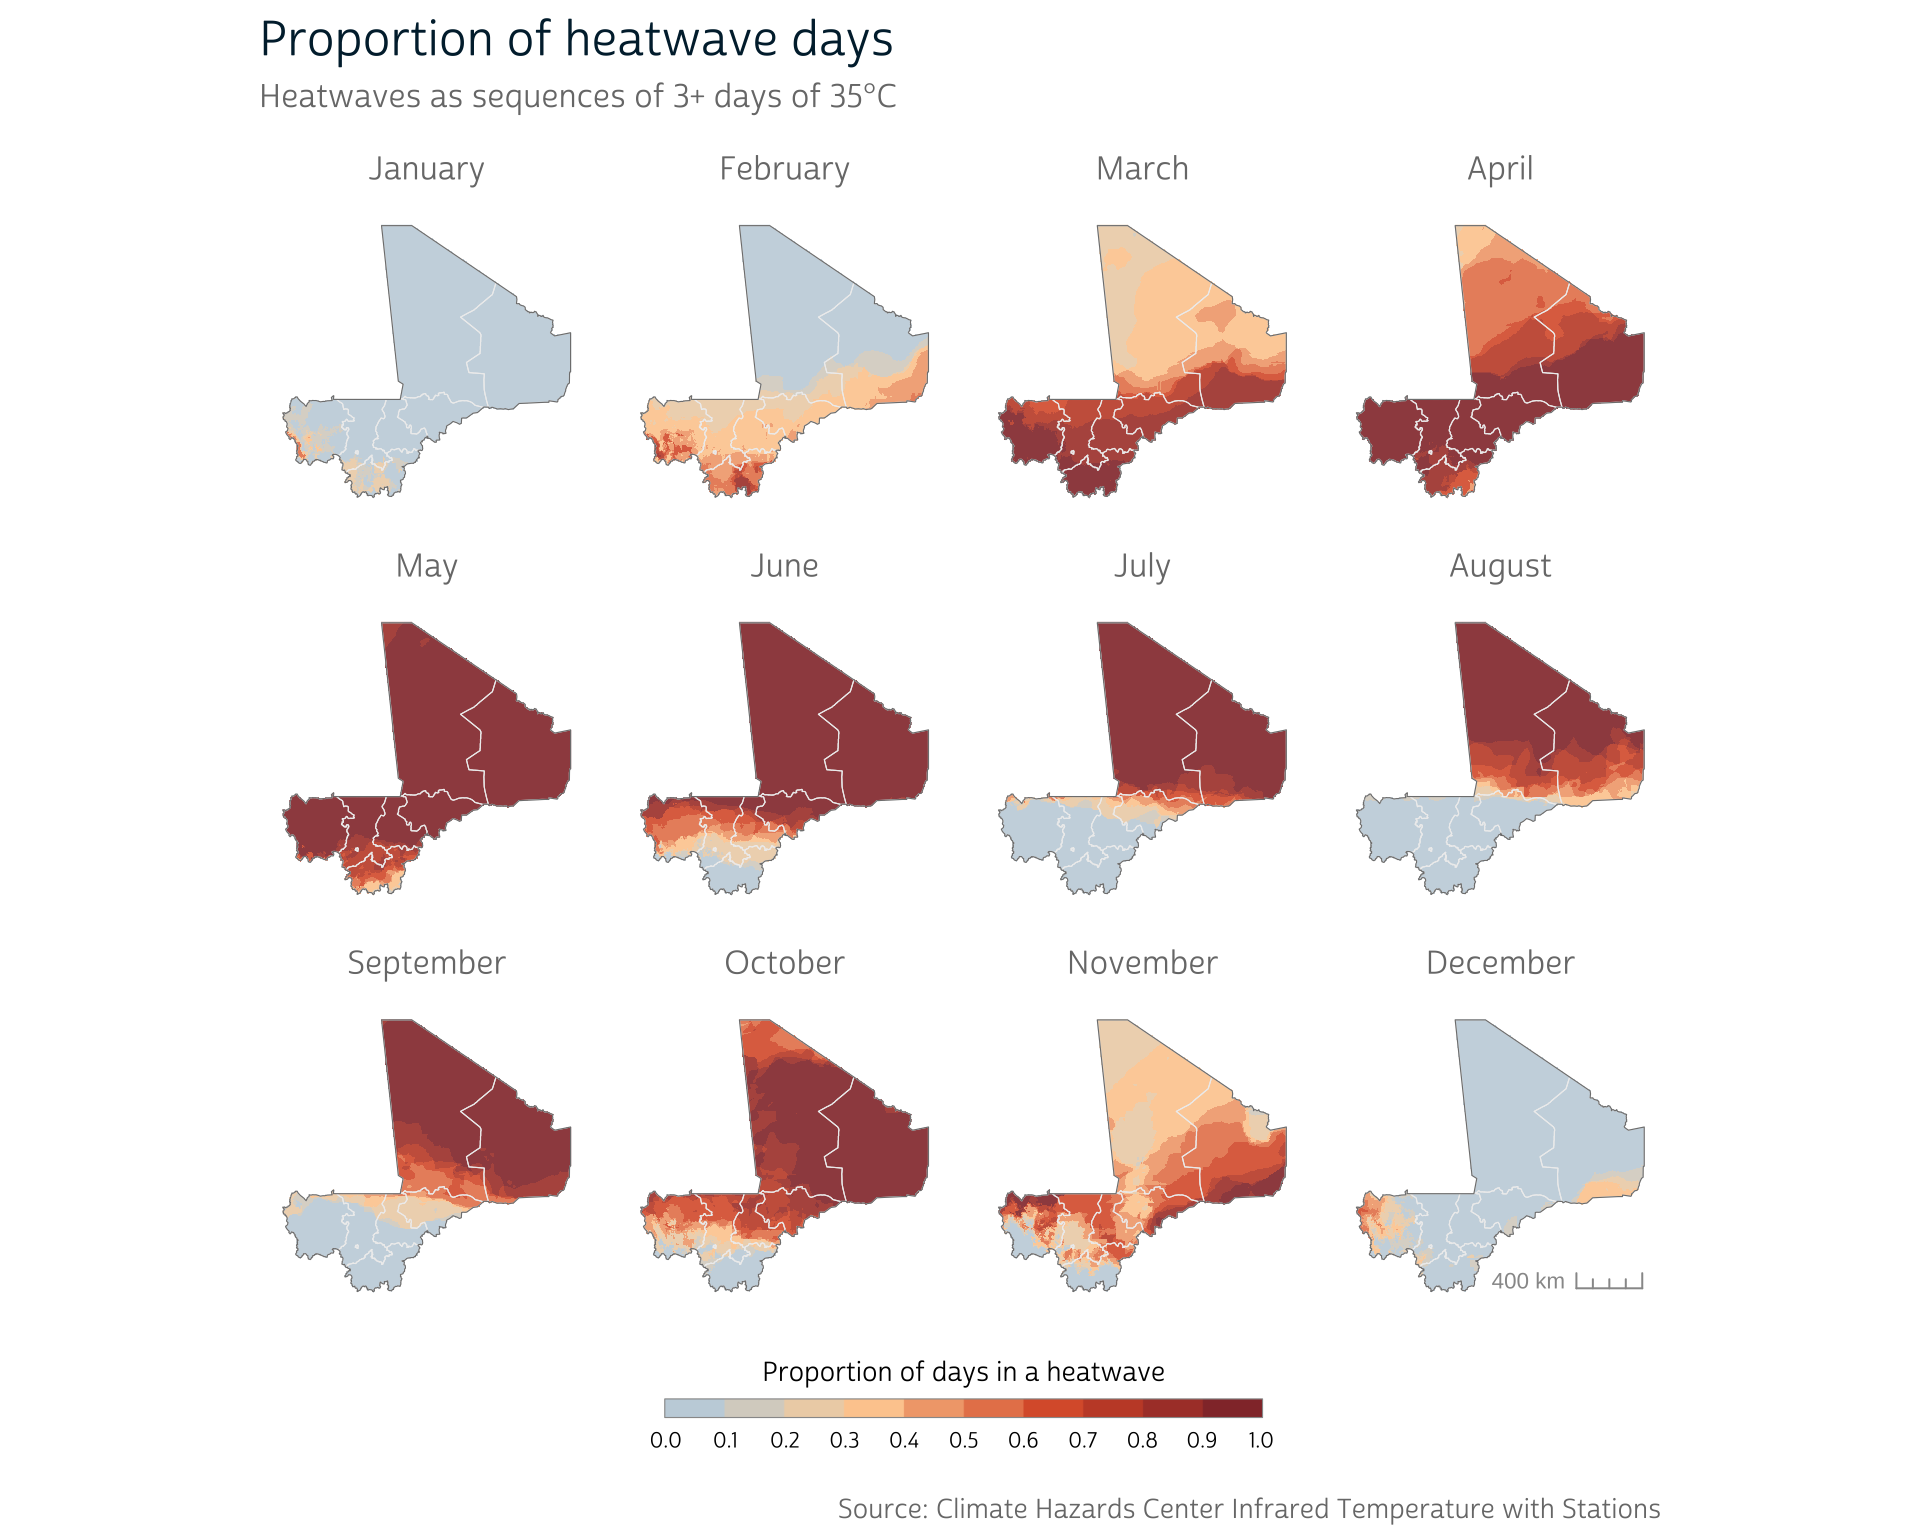 Proportion of heatwave days
Heatwaves as sequences of 3+ days of 35°C
January
February
March
April
May
June
July
August
September
October
November
December
400 km
Proportion of days in a heatwave
0.0 0.1 0.2 0.3 0.4 0.5 0.6 0.7 0.8 0.9 1.0
Source: Climate Hazards Center Infrared Temperature with Stations